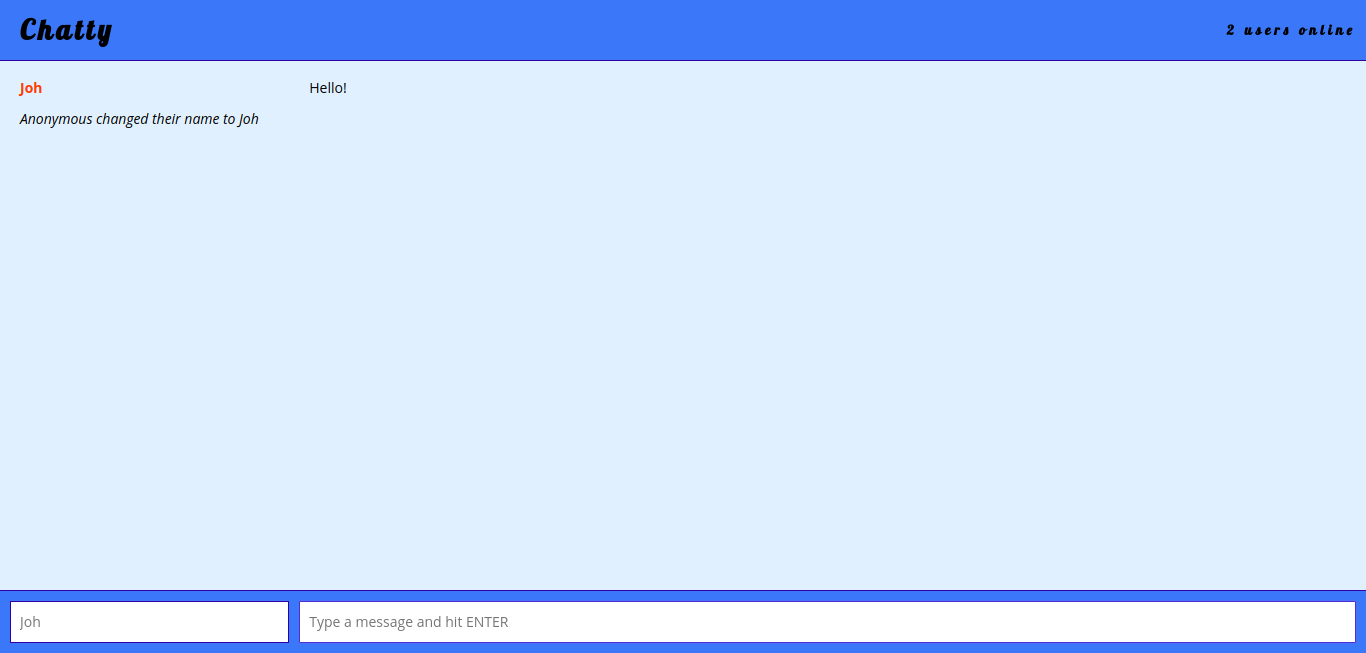 Chatty
2 users online
Joh Hello!
Anonymous changed their name to Joh
Joh Type a message and hit ENTER